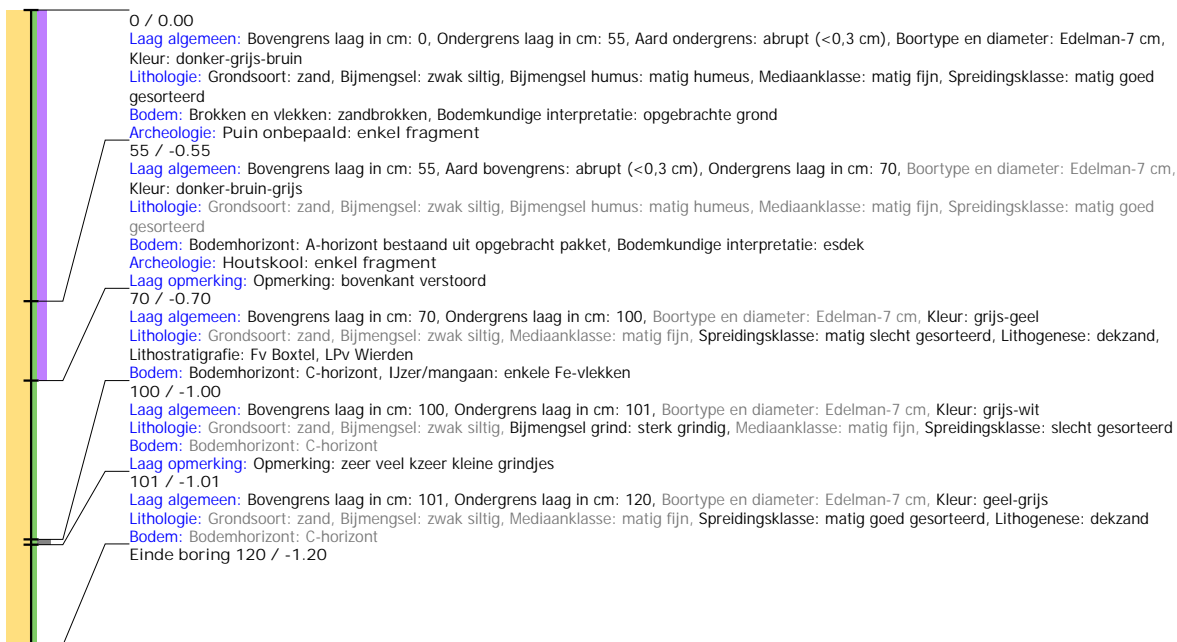 0 / 0.00
Laag algemeen: Bovengrens laag in cm: 0, Ondergrens laag in cm: 55, Aard ondergrens: abrupt (<0,3 cm), Boortype en diameter: Edelman-7 cm,
Kleur: donker-grijs-bruin
Lithologie: Grondsoort: zand, Bijmengsel: zwak siltig, Bijmengsel humus: matig humeus, Mediaanklasse: matig fijn, Spreidingsklasse: matig goed
gesorteerd
Bodem: Brokken en vlekken: zandbrokken, Bodemkundige interpretatie: opgebrachte grond
Archeologie: Puin onbepaald: enkel fragment
55 / -0.55
Laag algemeen: Bovengrens laag in cm: 55, Aard bovengrens: abrupt (<0,3 cm), Ondergrens laag in cm: 70, Boortype en diameter: Edelman-7 cm,
Kleur: donker-bruin-grijs
Lithologie: Grondsoort: zand, Bijmengsel: zwak siltig, Bijmengsel humus: matig humeus, Mediaanklasse: matig fijn, Spreidingsklasse: matig goed
gesorteerd
Bodem: Bodemhorizont: A-horizont bestaand uit opgebracht pakket, Bodemkundige interpretatie: esdek
Archeologie: Houtskool: enkel fragment
Laag opmerking: Opmerking: bovenkant verstoord
70 / -0.70
Laag algemeen: Bovengrens laag in cm: 70, Ondergrens laag in cm: 100, Boortype en diameter: Edelman-7 cm, Kleur: grijs-geel
Lithologie: Grondsoort: zand, Bijmengsel: zwak siltig, Mediaanklasse: matig fijn, Spreidingsklasse: matig slecht gesorteerd, Lithogenese: dekzand,
Lithostratigrafie: Fv Boxtel, LPv Wierden
Bodem: Bodemhorizont: C-horizont, IJzer/mangaan: enkele Fe-vlekken
100 / -1.00
Laag algemeen: Bovengrens laag in cm: 100, Ondergrens laag in cm: 101, Boortype en diameter: Edelman-7 cm, Kleur: grijs-wit
Lithologie: Grondsoort: zand, Bijmengsel: zwak siltig, Bijmengsel grind: sterk grindig, Mediaanklasse: matig fijn, Spreidingsklasse: slecht gesorteerd
Bodem: Bodemhorizont: C-horizont
Laag opmerking: Opmerking: zeer veel kzeer kleine grindjes
101 / -1.01
Laag algemeen: Bovengrens laag in cm: 101, Ondergrens laag in cm: 120, Boortype en diameter: Edelman-7 cm, Kleur: geel-grijs
Lithologie: Grondsoort: zand, Bijmengsel: zwak siltig, Mediaanklasse: matig fijn, Spreidingsklasse: matig goed gesorteerd, Lithogenese: dekzand
Bodem: Bodemhorizont: C-horizont
Einde boring 120 / -1.20